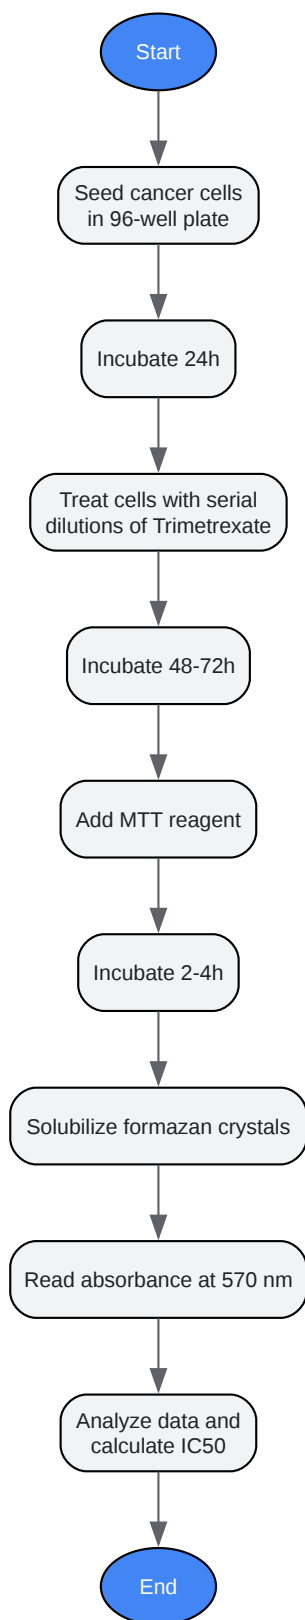 Start
Seed cancer cells
in 96-well plate
Incubate 24h
Treat cells with serial
dilutions of Trimetrexate
Incubate 48-72h
Add MTT reagent
Incubate 2-4h
Solubilize formazan crystals
Read absorbance at 570 nm
Analyze data and
calculate IC50
End